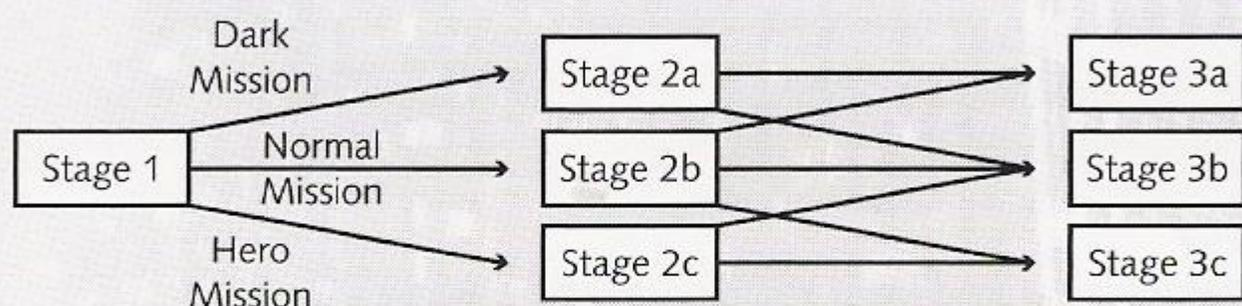 Dark
Mission
Stage 2a
Stage 3a
Normal
Stage 1
Stage 2b
Stage 3b
Mission
Hero
Stage 2c
Stage 3c
Mission